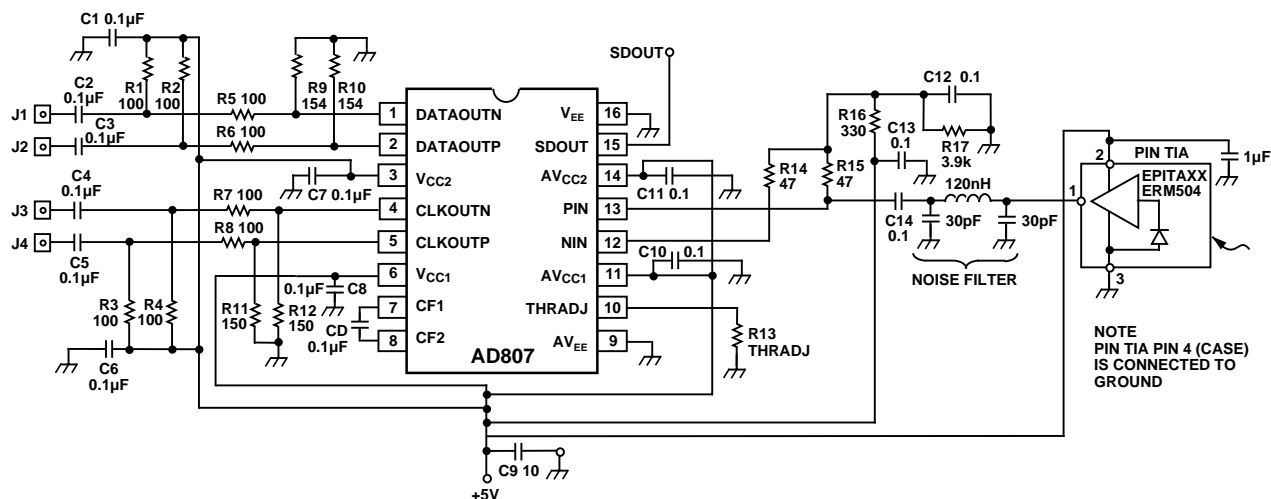 C1 0.1µF
SDOUT
C12 0.1
C2
0.1µF
R1
100
R2
100
R9
154
R10
154
R5 100
J1
C3
0.1µF
R6 100
J2
1 DATAOUTN
2 DATAOUTP
3 VCC2
4 CLKOUTN
5 CLKOUTP
6 VCC1
7 CF1
8 CF2
VEE 16
SDOUT 15
AVCC2 14
PIN 13
NIN 12
AVCC1 11
THRADJ 10
AVEE 9
AD807
C7 0.1µF
C4
0.1µF
R7 100
J3
R8 100
J4
C5
0.1µF
R3
100
R4
100
C6
0.1µF
R11
150
R12
150
0.1µF C8
CD
0.1µF
C11 0.1
C10 0.1
R13
THRADJ
R14
47
R15
47
R16
330
C13
0.1
R17
3.9k
C14
0.1
120nH
30pF
30pF
NOISE FILTER
2 PIN TIA
1
3
EPITAXX
ERM504
1µF
NOTE
PIN TIA PIN 4 (CASE)
IS CONNECTED TO
GROUND
C9 10
+5V